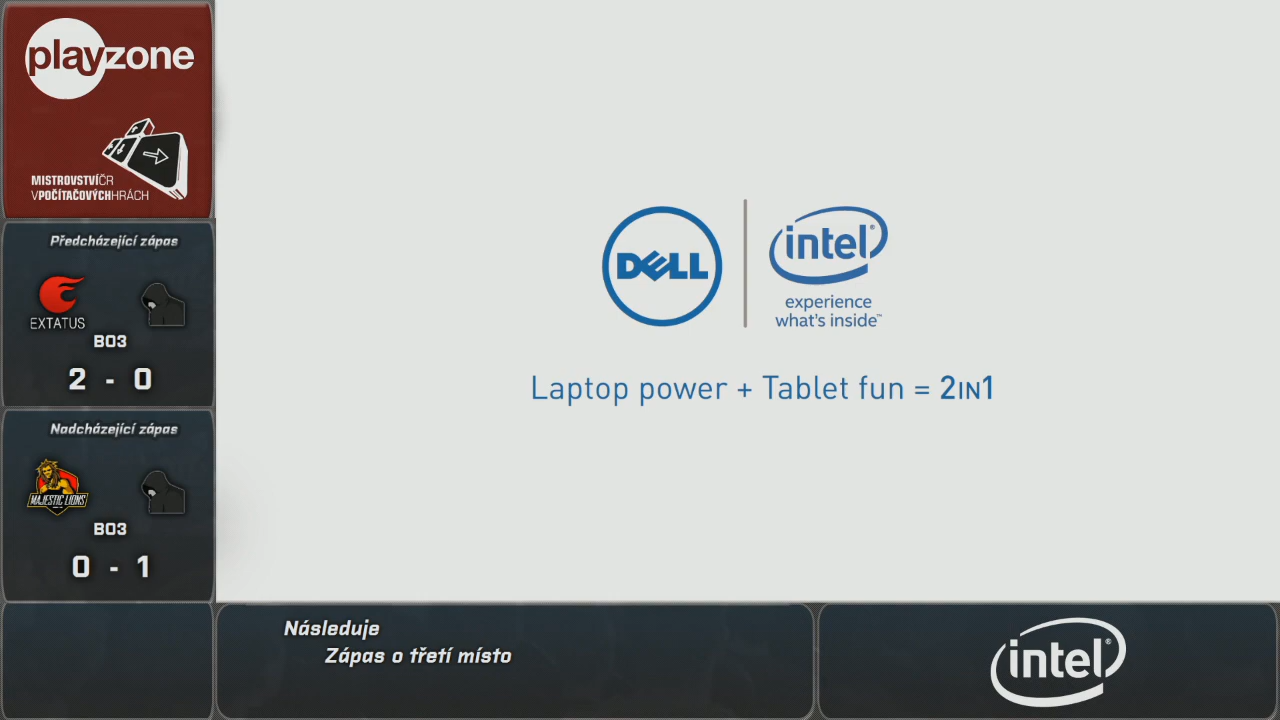 playzone
MISTROVSTVÍČR
VPOČÍTAČOVÝCHHRÁCH
Předcházející zápas
EXTATUS
BO3
2 - 0
Nadcházející zápas
MAJESTIC LIONS
BO3
0 - 1
DELL
intel®
experience
what's inside™
Laptop power + Tablet fun = 2IN1
Následuje
Zápas o třetí místo
intel®